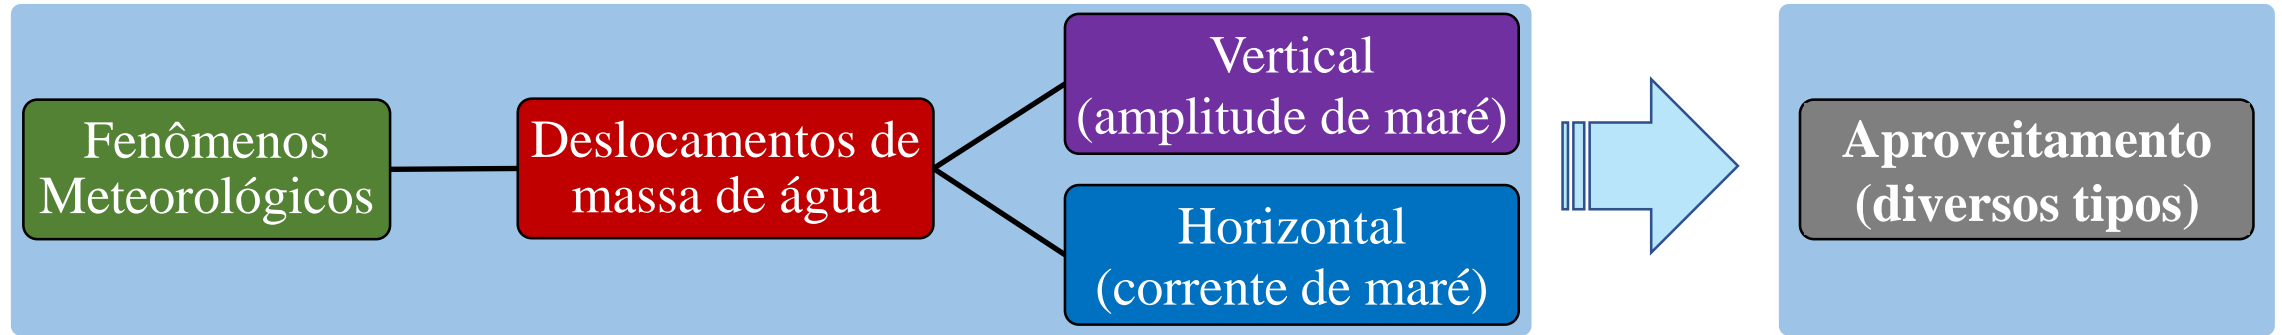 Fenômenos
Meteorológicos
Deslocamentos de
massa de água
Vertical
(amplitude de maré)
Horizontal
(corrente de maré)
Aproveitamento
(diversos tipos)